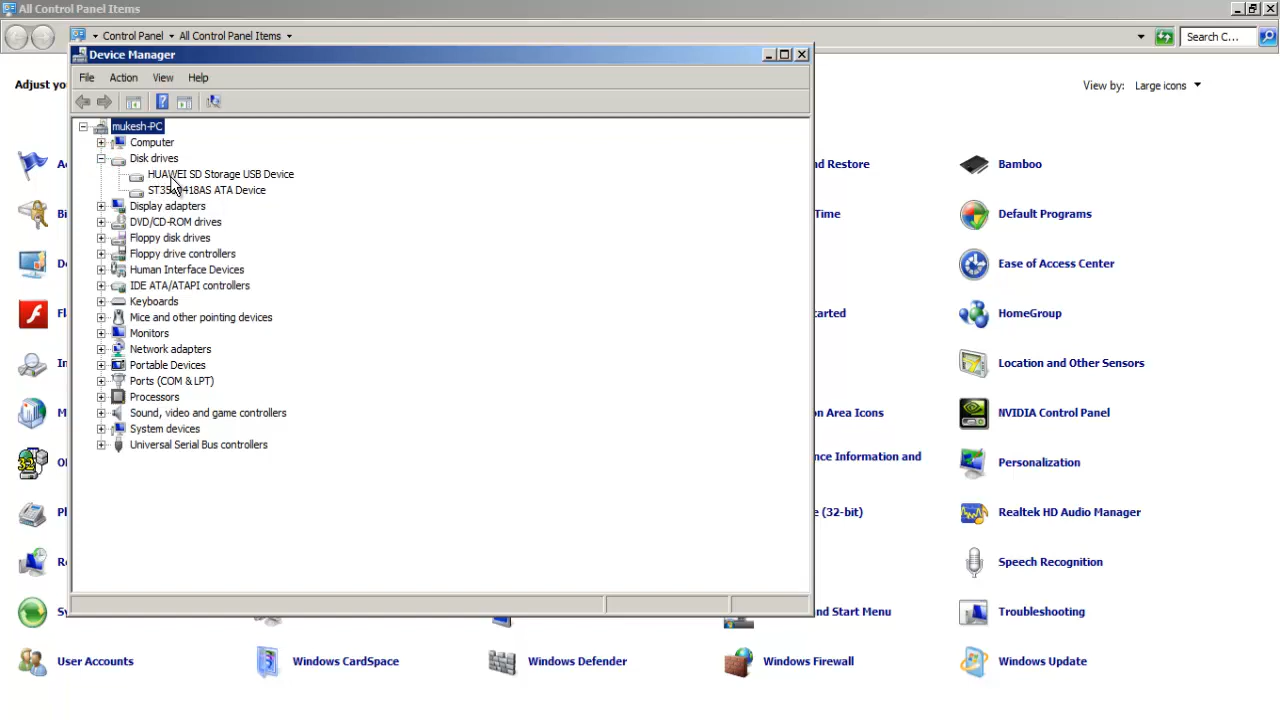 All Control Panel Items
Control Panel
All Control Panel Items
Search C...
Adjust
View by: Large icons
Device Manager
File Action View Help
mukesh-PC
Computer
Disk drives
HUAWEI SD Storage USB Device
ATA Device
Display adapters
DVD/CD-ROM drives
Floppy disk drives
Floppy drive controllers
Human Interface Devices
IDE ATA/ATAPI controllers
Keyboards
Mice and other pointing devices
Monitors
Network adapters
Portable Devices
Ports (COM & LPT)
Processors
Sound, video and game controllers
System devices
Universal Serial Bus controllers
and Restore
Bamboo
Time
Default Programs
Ease of Access Center
HomeGroup
Location and Other Sensors
on Area Icons
NVIDIA Control Panel
Information and
Personalization
(32-bit)
Realtek HD Audio Manager
Speech Recognition
and Start Menu
Troubleshooting
User Accounts
Windows CardSpace
Windows Defender
Windows Firewall
Windows Update
32